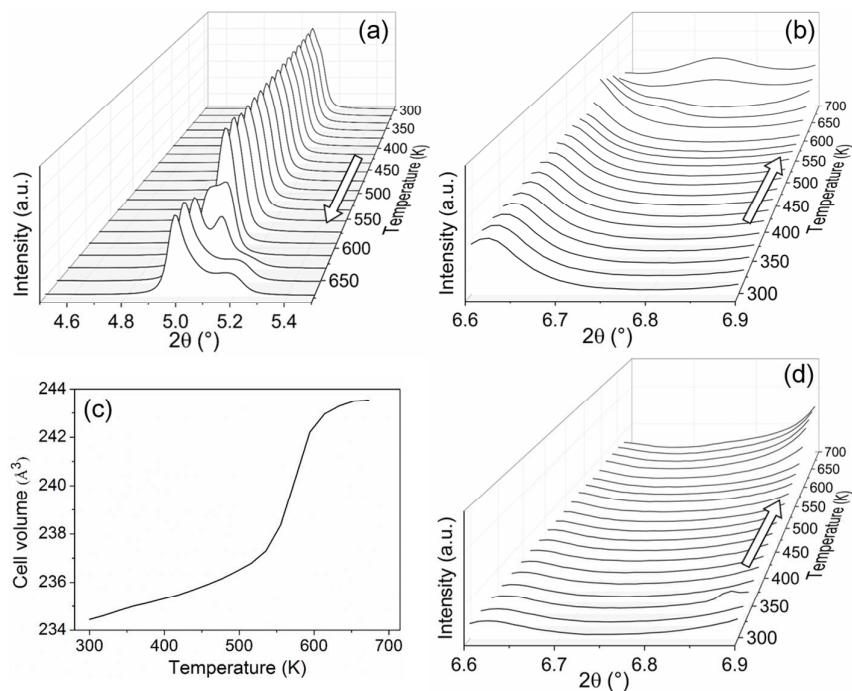 (a)
Intensity (a.u.)
300
350
400
450
500
550
600
650
Temperature (K)
4.6 4.8 5.0 5.2 5.4
2θ (°)
(b)
Intensity (a.u.)
700
650
600
550
500
450
400
350
300
Temperature (K)
6.6 6.7 6.8 6.9
2θ (°)
(c)
Cell volume (Å³)
244
242
240
238
236
234
300 400 500 600 700
Temperature (K)
(d)
Intensity (a.u.)
700
650
600
550
500
450
400
350
300
Temperature (K)
6.6 6.7 6.8 6.9
2θ (°)